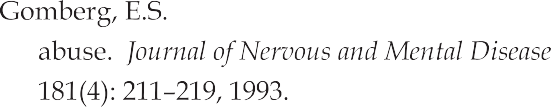 Gomberg, E.S.
abuse. Journal of Nervous and Mental Disease
181(4): 211–219, 1993.